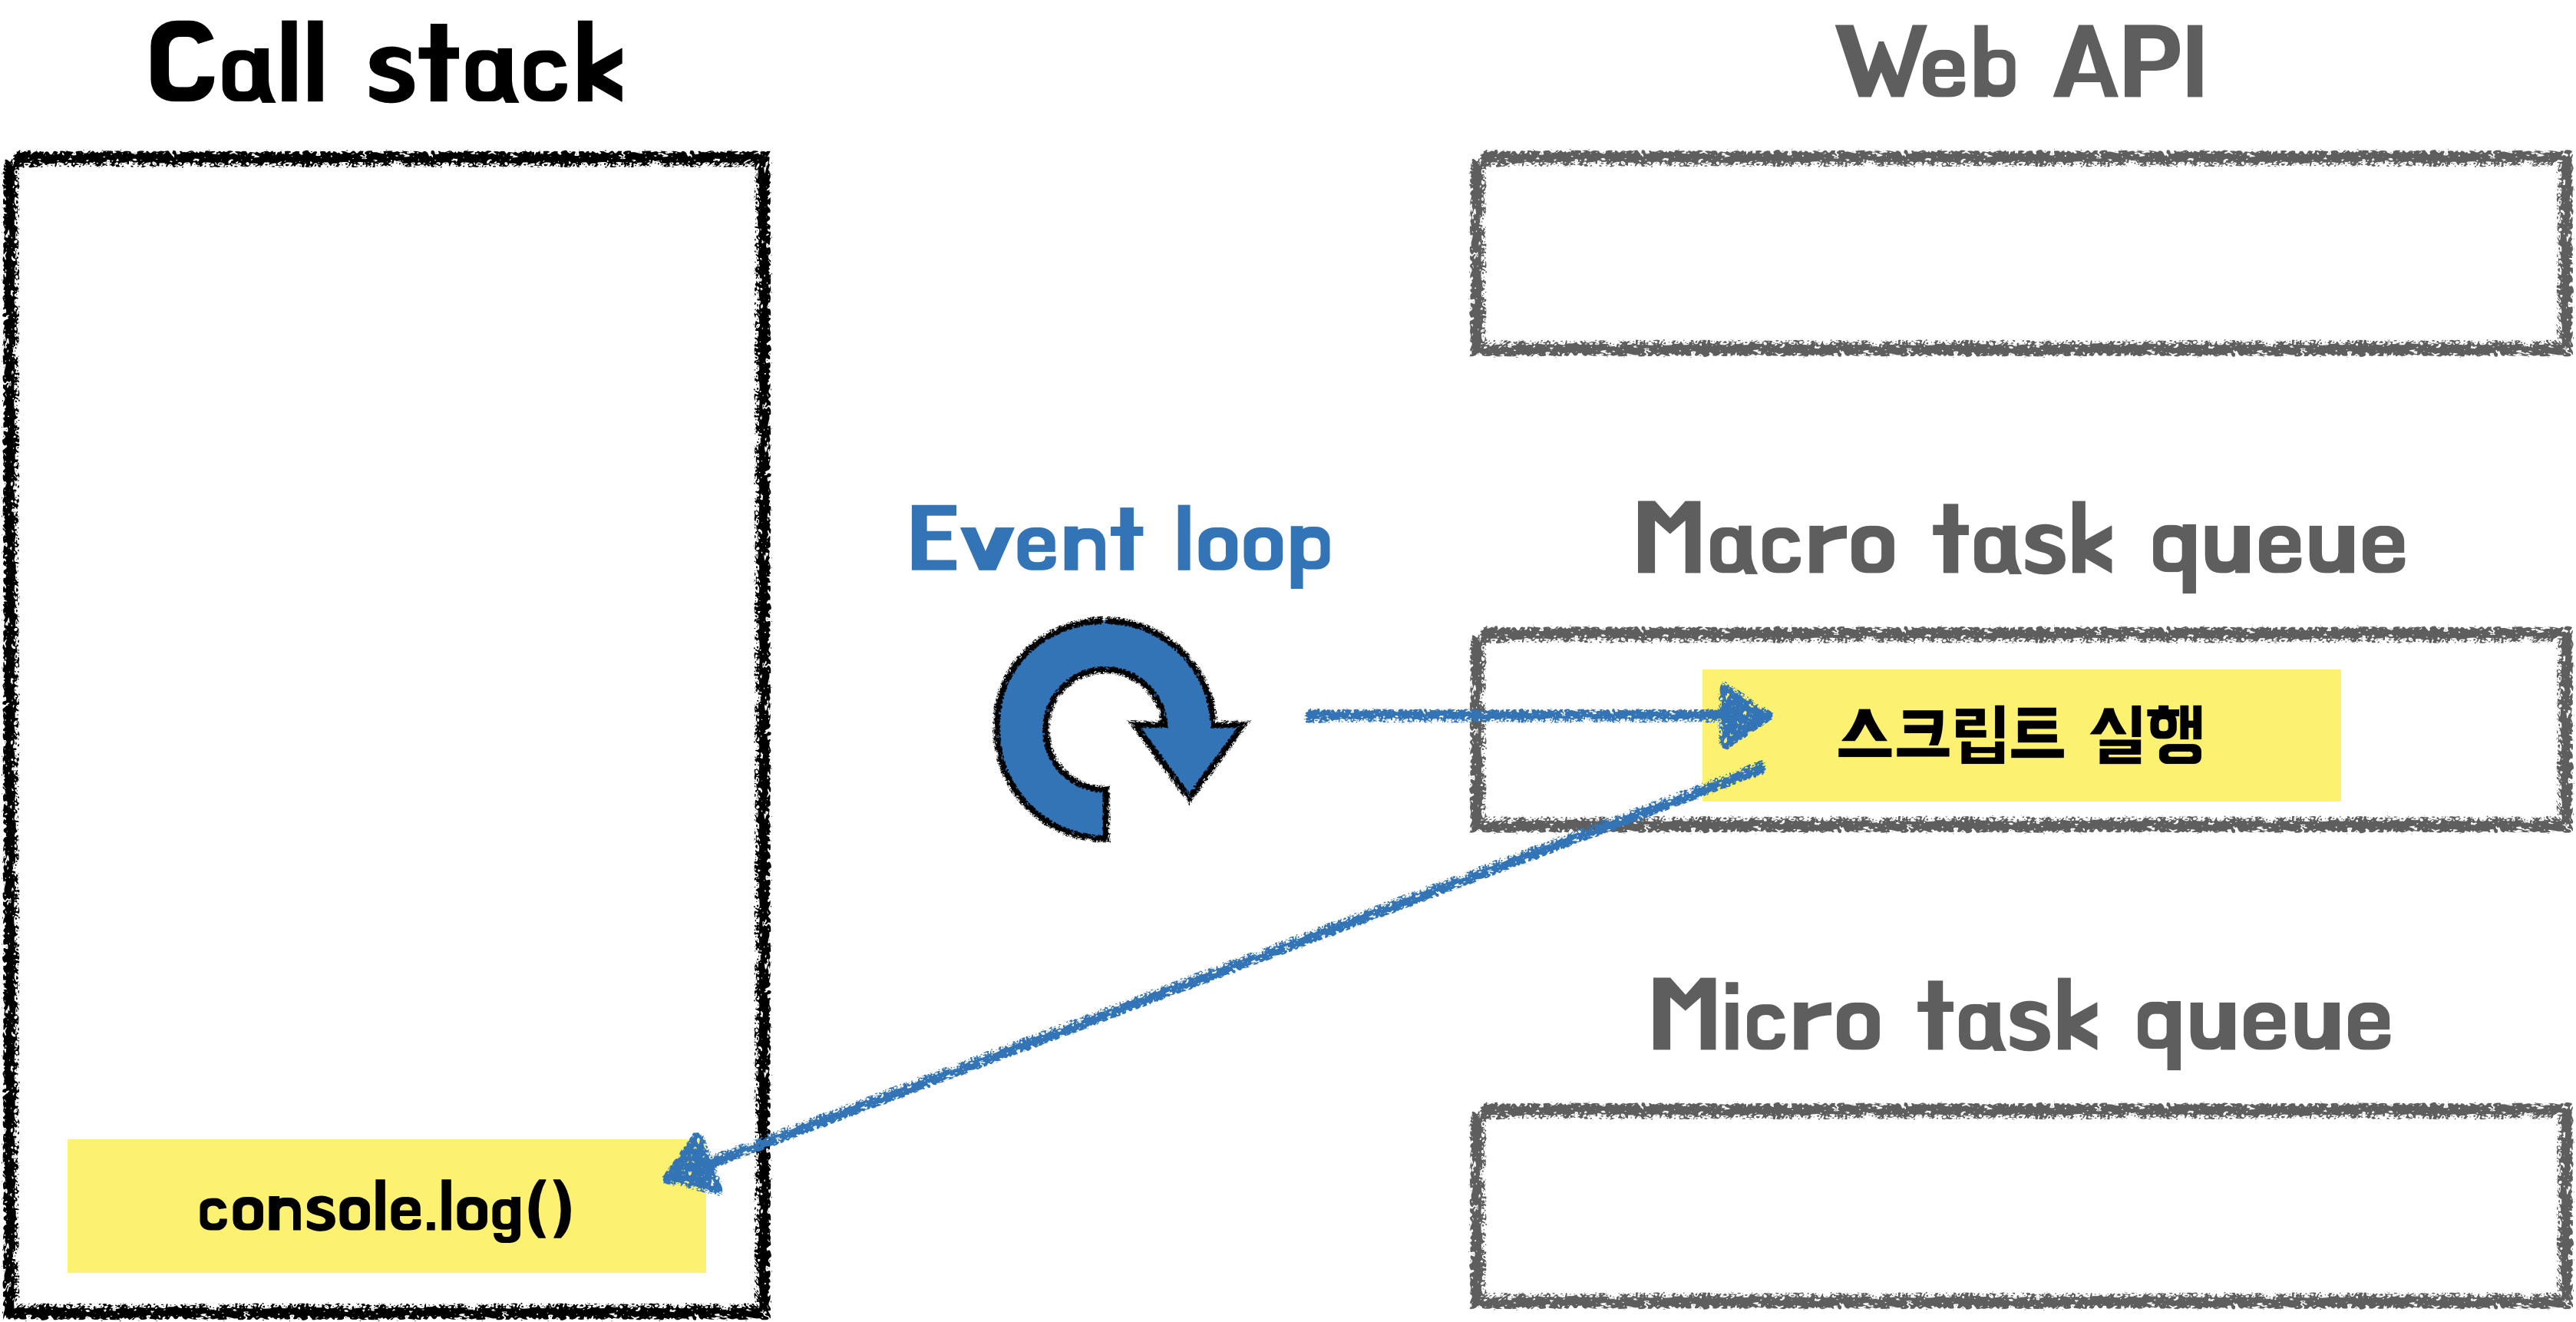 Call stack
Web API
Event loop
Macro task queue
스크립트 실행
Micro task queue
console.log()